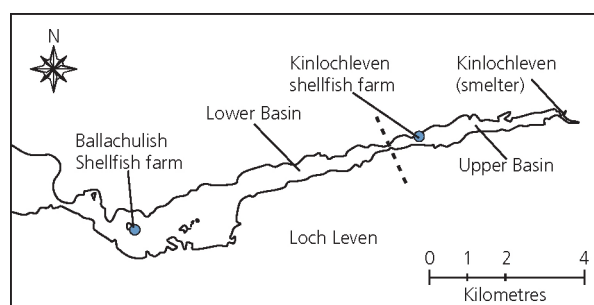 N
Kinlochleven
shellfish farm
Kinlochleven
(smelter)
Lower Basin
Ballachulish
Shellfish farm
Upper Basin
Loch Leven
0 1 2 4
Kilometres